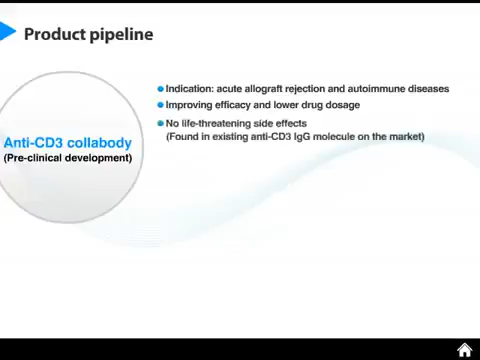 Product pipeline
Indication: acute allograft rejection and autoimmune diseases
Improving efficacy and lower drug dosage
No life-threatening side effects
(Found in existing anti-CD3 IgG molecule on the market)
Anti-CD3 collabody
(Pre-clinical development)